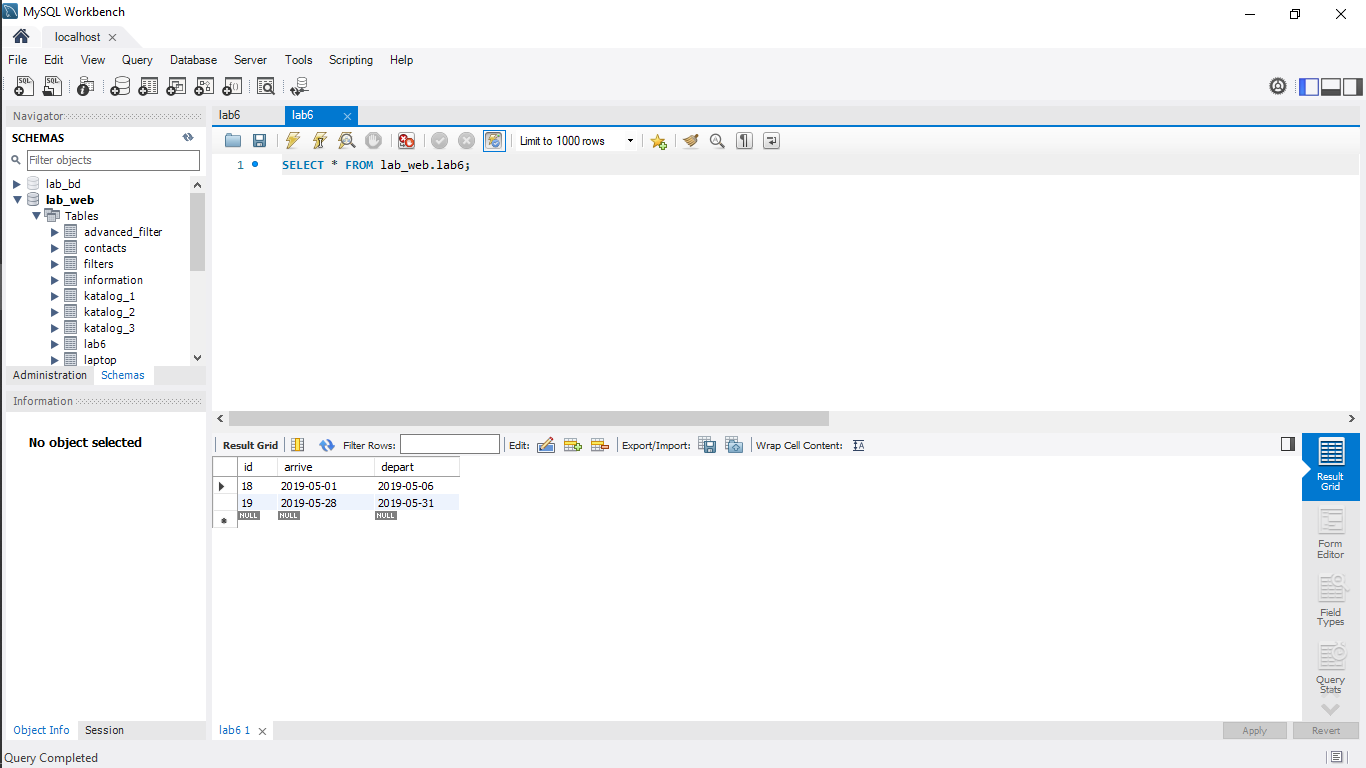 MySQL Workbench
localhost
File Edit View Query Database Server Tools Scripting Help
Navigator
SCHEMAS
Filter objects
lab_bd
lab_web
Tables
advanced_filter
contacts
filters
information
katalog_1
katalog_2
katalog_3
lab6
laptop
Administration Schemas
Information
No object selected
Object Info Session
lab6 lab6
Limit to 1000 rows
1 SELECT * FROM lab_web.lab6;
Result Grid Filter Rows: Edit: Export/Import: Wrap Cell Content:
id arrive depart
18 2019-05-01 2019-05-06
19 2019-05-28 2019-05-31
NULL NULL NULL
Result
Grid
Form
Editor
Field
Types
Query
Stats
lab6 1
Apply Revert
Query Completed